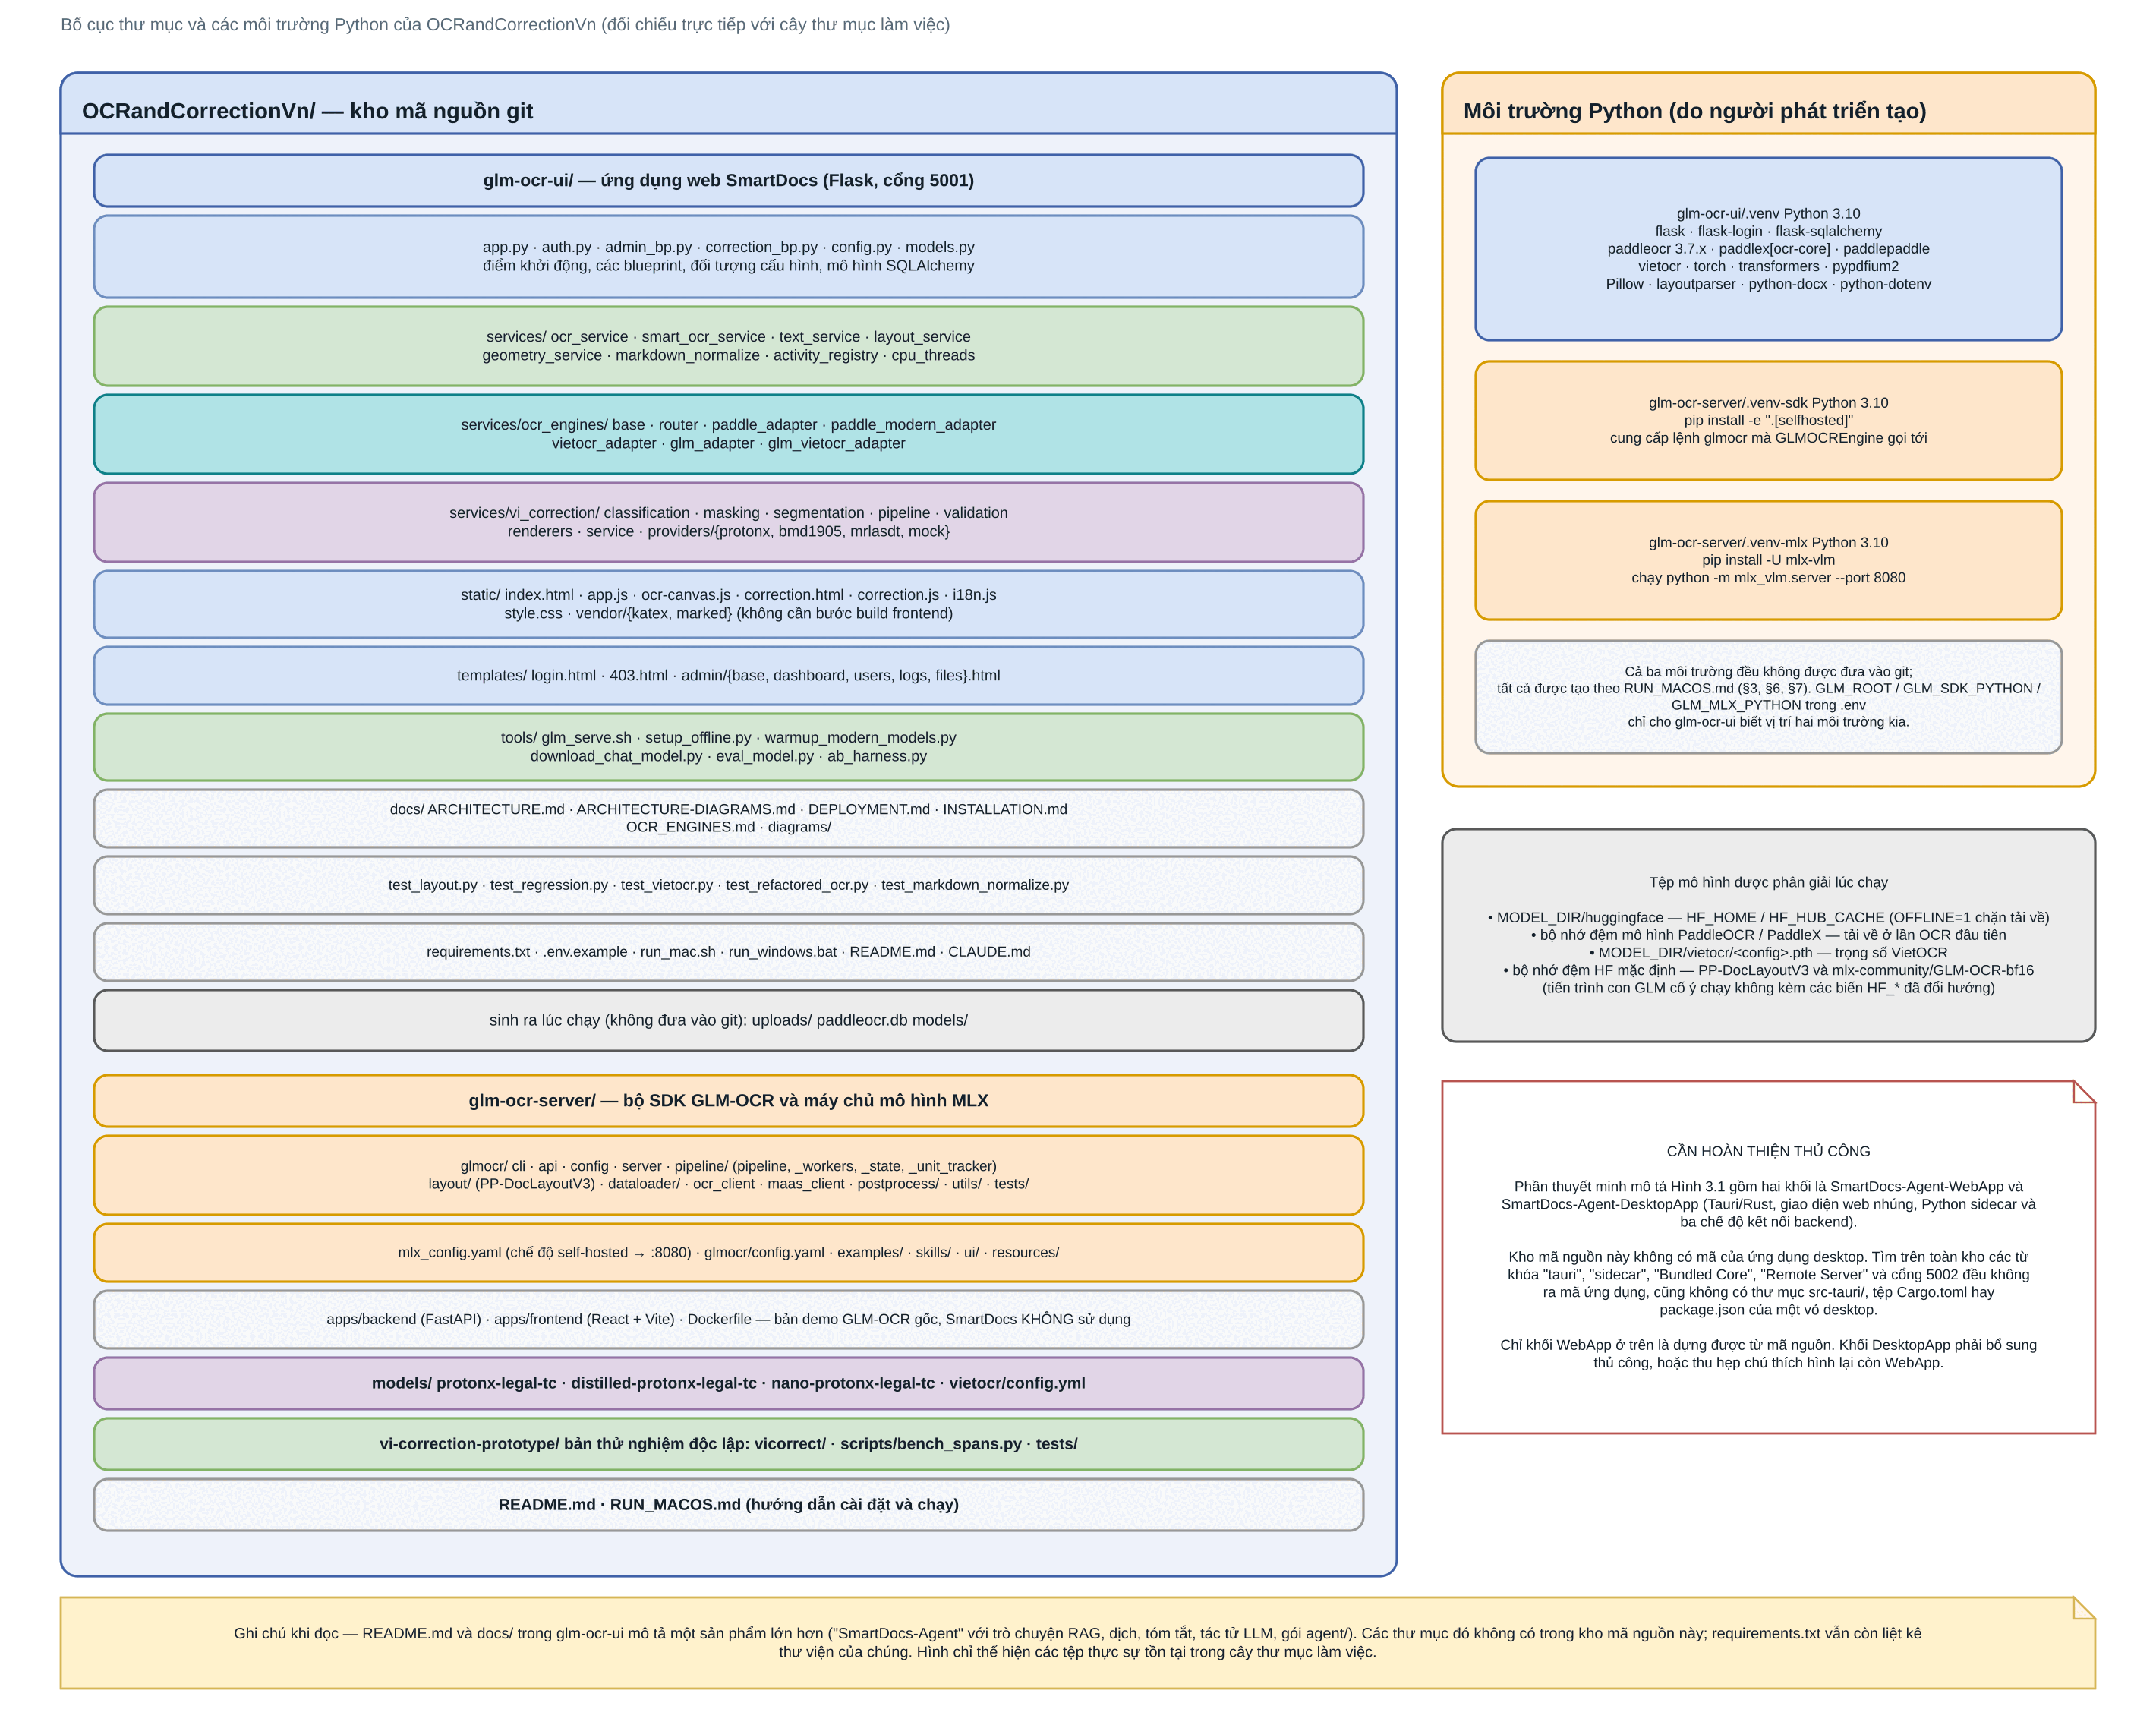 Bố cục thư mục và các môi trường Python của OCRandCorrectionVn (đối chiếu trực tiếp với cây thư mục làm việc)
OCRandCorrectionVn/ — kho mã nguồn git
glm-ocr-ui/ — ứng dụng web SmartDocs (Flask, cổng 5001)
app.py · auth.py · admin_bp.py · correction_bp.py · config.py · models.py
điểm khởi động, các blueprint, đối tượng cấu hình, mô hình SQLAlchemy
services/ ocr_service · smart_ocr_service · text_service · layout_service
geometry_service · markdown_normalize · activity_registry · cpu_threads
services/ocr_engines/ base · router · paddle_adapter · paddle_modern_adapter
vietocr_adapter · glm_adapter · glm_vietocr_adapter
services/vi_correction/ classification · masking · segmentation · pipeline · validation
renderers · service · providers/{protonx, bmd1905, mrlasdt, mock}
static/ index.html · app.js · ocr-canvas.js · correction.html · correction.js · i18n.js
style.css · vendor/{katex, marked} (không cần bước build frontend)
templates/ login.html · 403.html · admin/{base, dashboard, users, logs, files}.html
tools/ glm_serve.sh · setup_offline.py · warmup_modern_models.py
download_chat_model.py · eval_model.py · ab_harness.py
docs/ ARCHITECTURE.md · ARCHITECTURE-DIAGRAMS.md · DEPLOYMENT.md · INSTALLATION.md
OCR_ENGINES.md · diagrams/
test_layout.py · test_regression.py · test_vietocr.py · test_refactored_ocr.py · test_markdown_normalize.py
requirements.txt · .env.example · run_mac.sh · run_windows.bat · README.md · CLAUDE.md
sinh ra lúc chạy (không đưa vào git): uploads/ paddleocr.db models/
glm-ocr-server/ — bộ SDK GLM-OCR và máy chủ mô hình MLX
glmocr/ cli · api · config · server · pipeline/ (pipeline, _workers, _state, _unit_tracker)
layout/ (PP-DocLayoutV3) · dataloader/ · ocr_client · maas_client · postprocess/ · utils/ · tests/
mlx_config.yaml (chế độ self-hosted → :8080) · glmocr/config.yaml · examples/ · skills/ · ui/ · resources/
apps/backend (FastAPI) · apps/frontend (React + Vite) · Dockerfile — bản demo GLM-OCR gốc, SmartDocs KHÔNG sử dụng
models/ protonx-legal-tc · distilled-protonx-legal-tc · nano-protonx-legal-tc · vietocr/config.yml
vi-correction-prototype/ bản thử nghiệm độc lập: vicorrect/ · scripts/bench_spans.py · tests/
README.md · RUN_MACOS.md (hướng dẫn cài đặt và chạy)
Môi trường Python (do người phát triển tạo)
glm-ocr-ui/.venv Python 3.10
flask · flask-login · flask-sqlalchemy
paddleocr 3.7.x · paddlex[ocr-core] · paddlepaddle
vietocr · torch · transformers · pypdfium2
Pillow · layoutparser · python-docx · python-dotenv
glm-ocr-server/.venv-sdk Python 3.10
pip install -e ".[selfhosted]"
cung cấp lệnh glmocr mà GLMOCREngine gọi tới
glm-ocr-server/.venv-mlx Python 3.10
pip install -U mlx-vlm
chạy python -m mlx_vlm.server --port 8080
Cả ba môi trường đều không được đưa vào git;
tất cả được tạo theo RUN_MACOS.md (§3, §6, §7). GLM_ROOT / GLM_SDK_PYTHON /
GLM_MLX_PYTHON trong .env
chỉ cho glm-ocr-ui biết vị trí hai môi trường kia.
Tệp mô hình được phân giải lúc chạy
• MODEL_DIR/huggingface — HF_HOME / HF_HUB_CACHE (OFFLINE=1 chặn tải về)
• bộ nhớ đệm mô hình PaddleOCR / PaddleX — tải về ở lần OCR đầu tiên
• MODEL_DIR/vietocr/<config>.pth — trọng số VietOCR
• bộ nhớ đệm HF mặc định — PP-DocLayoutV3 và mlx-community/GLM-OCR-bf16
(tiến trình con GLM cố ý chạy không kèm các biến HF_* đã đổi hướng)
CẦN HOÀN THIỆN THỦ CÔNG
Phần thuyết minh mô tả Hình 3.1 gồm hai khối là SmartDocs-Agent-WebApp và
SmartDocs-Agent-DesktopApp (Tauri/Rust, giao diện web nhúng, Python sidecar và
ba chế độ kết nối backend).
Kho mã nguồn này không có mã của ứng dụng desktop. Tìm trên toàn kho các từ
khóa "tauri", "sidecar", "Bundled Core", "Remote Server" và cổng 5002 đều không
ra mã ứng dụng, cũng không có thư mục src-tauri/, tệp Cargo.toml hay
package.json của một vỏ desktop.
Chỉ khối WebApp ở trên là dựng được từ mã nguồn. Khối DesktopApp phải bổ sung
thủ công, hoặc thu hẹp chú thích hình lại còn WebApp.
Ghi chú khi đọc — README.md và docs/ trong glm-ocr-ui mô tả một sản phẩm lớn hơn ("SmartDocs-Agent" với trò chuyện RAG, dịch, tóm tắt, tác tử LLM, gói agent/). Các thư mục đó không có trong kho mã nguồn này; requirements.txt vẫn còn liệt kê
thư viện của chúng. Hình chỉ thể hiện các tệp thực sự tồn tại trong cây thư mục làm việc.